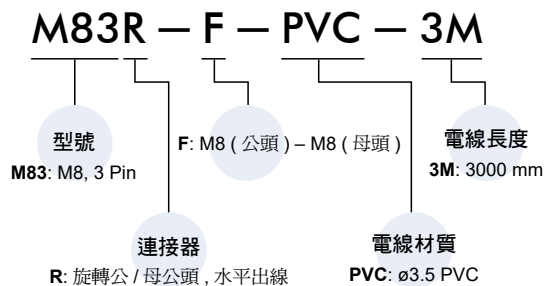 M83R — F — PVC — 3M
型號
M83: M8, 3 Pin
F: M8 ( 公頭 ) – M8 ( 母頭 )
電線長度
3M: 3000 mm
連接器
R: 旋轉公 / 母公頭 , 水平出線
電線材質
PVC: ø3.5 PVC